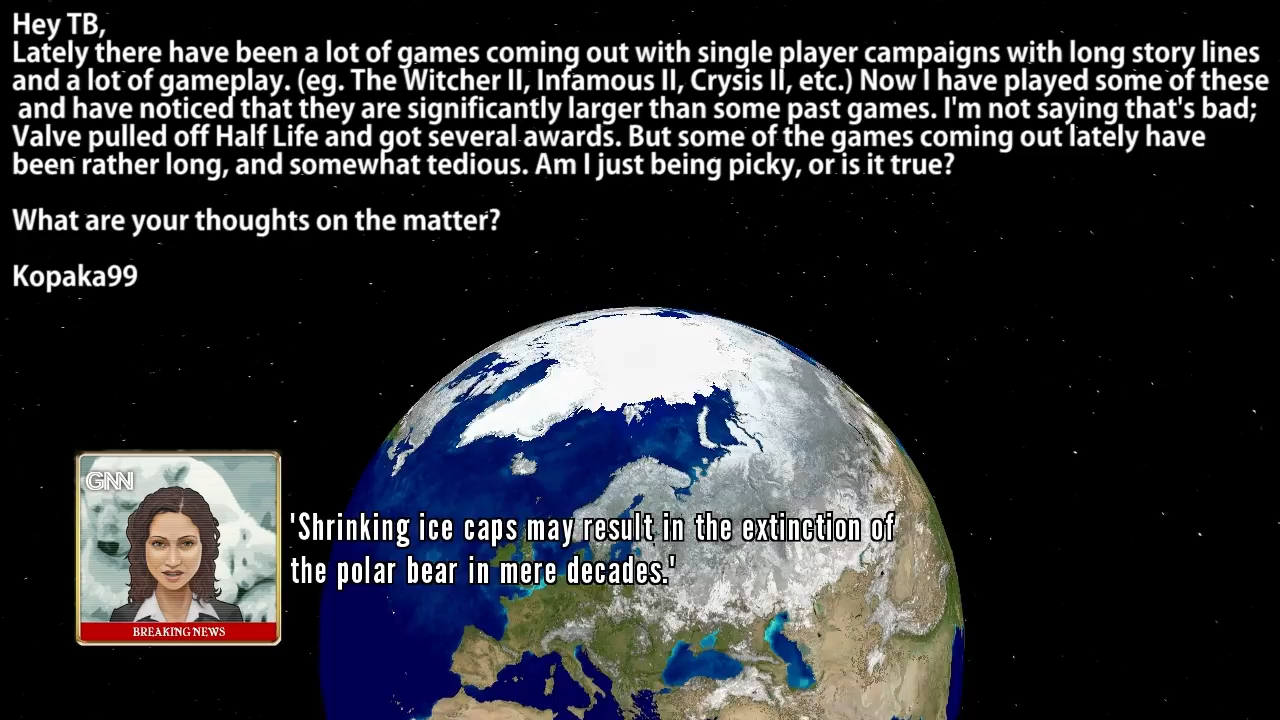 Hey TB,
Lately there have been a lot of games coming out with single player campaigns with long story lines
and a lot of gameplay. (eg. The Witcher II, Infamous II, Crysis II, etc.) Now I have played some of these
and have noticed that they are significantly larger than some past games. I'm not saying that's bad;
Valve pulled off Half Life and got several awards. But some of the games coming out lately have
been rather long, and somewhat tedious. Am I just being picky, or is it true?
What are your thoughts on the matter?
Kopaka99
GNN
'Shrinking ice caps may result in the extinction of
the polar bear in mere decades.'
BREAKING NEWS